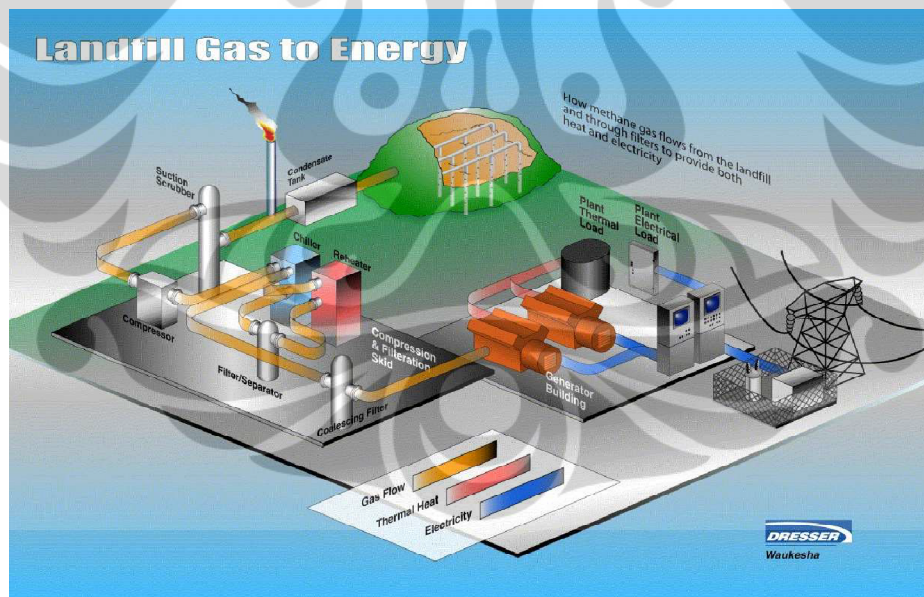 Landfill Gas to Energy
How methane gas flows from the landfill
and through filters to provide both
heat and electricity
Condensate
Tank
Suction
Scrubber
Plant
Thermal
Load
Plant
Electrical
Load
Chiller
Reheater
Compressor
Compression
& Filteration
Skid
Filter/Separator
Coalescing Filter
Generator
Building
Gas Flow
Thermal Heat
Electricity
DRESSER
Waukesha